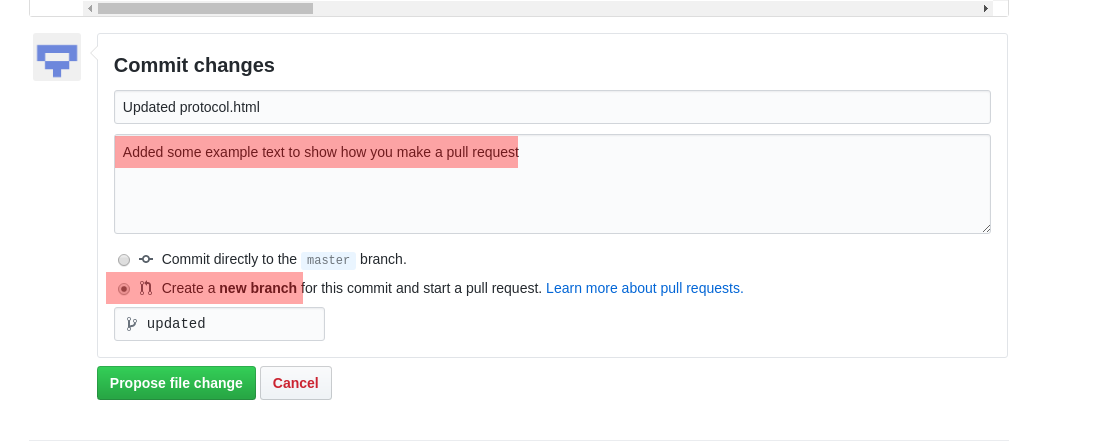 Commit changes
Updated protocol.html
Added some example text to show how you make a pull request
Commit directly to the master branch.
Create a new branch for this commit and start a pull request. Learn more about pull requests.
updated
Propose file change Cancel